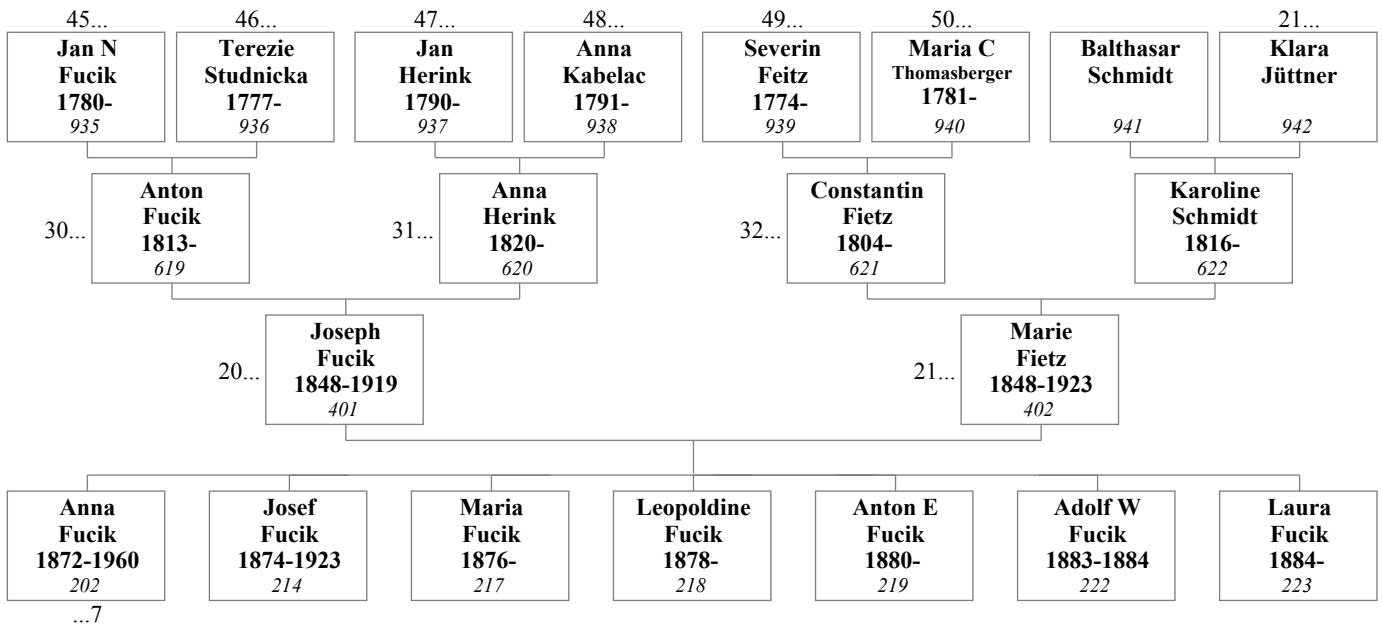 45... 46... 47... 48... 49... 50... 21...
Jan N Terezie Jan Anna Severin Maria C Balthasar Klara
Fucik Studnicka Herink Kabelac Feitz Thomasberger Schmidt Jüttner
1780- 1777- 1790- 1791- 1774- 1781-
935 936 937 938 939 940 941 942
Anton Anna Constantin Karoline
Fucik Herink Fietz Schmidt
30... 1813- 31... 1820- 32... 1804- 1816-
619 620 621 622
Joseph Marie
Fucik Fietz
20... 1848-1919 21... 1848-1923
401 402
Anna Josef Maria Leopoldine Anton E Adolf W Laura
Fucik Fucik Fucik Fucik Fucik Fucik Fucik
1872-1960 1874-1923 1876- 1878- 1880- 1883-1884 1884-
202 214 217 218 219 222 223
...7